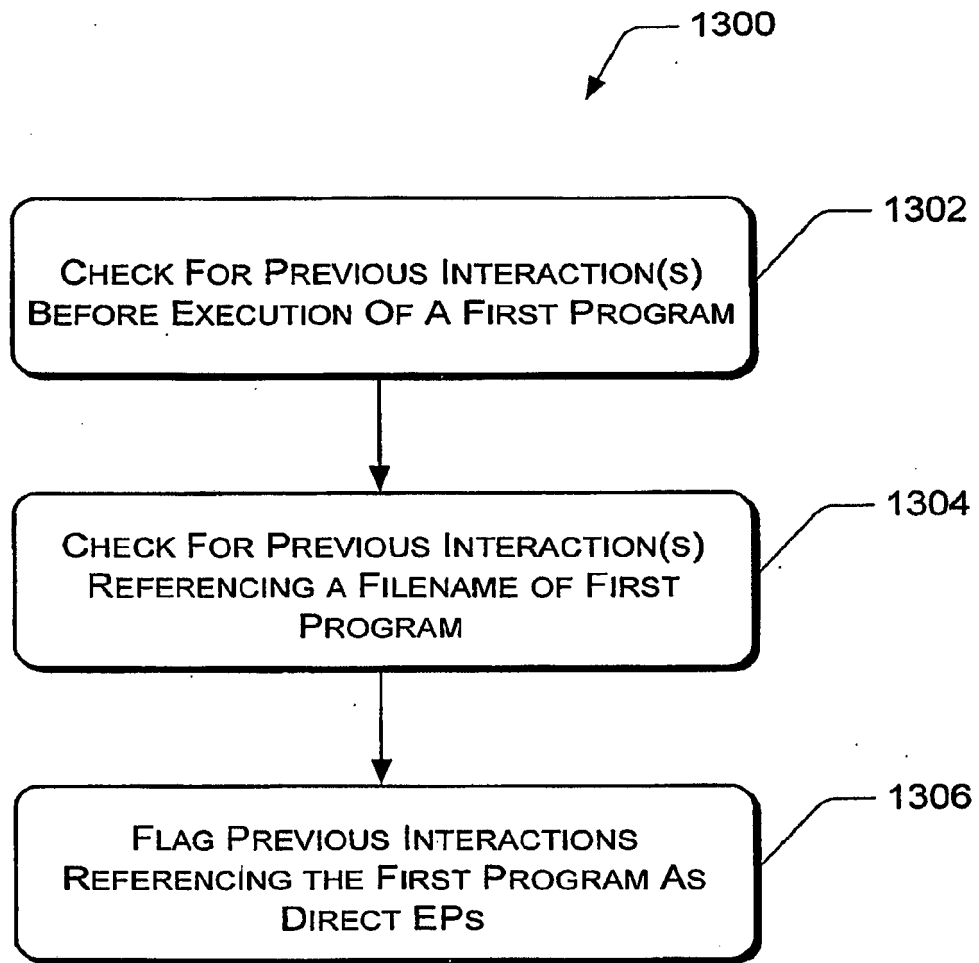 1300
1302
CHECK FOR PREVIOUS INTERACTION(S)
BEFORE EXECUTION OF A FIRST PROGRAM
1304
CHECK FOR PREVIOUS INTERACTION(S)
REFERENCING A FILENAME OF FIRST
PROGRAM
1306
FLAG PREVIOUS INTERACTIONS
REFERENCING THE FIRST PROGRAM AS
DIRECT EPS